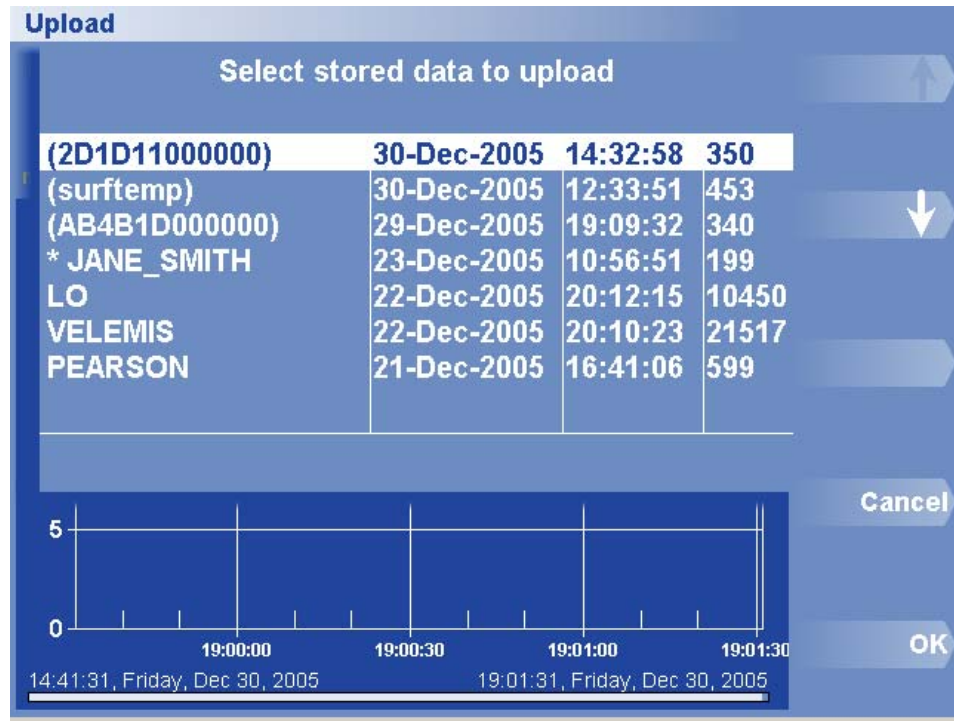 Upload
Select stored data to upload
(2D1D11000000) 30-Dec-2005 14:32:58 350
(surftemp) 30-Dec-2005 12:33:51 453
(AB4B1D000000) 29-Dec-2005 19:09:32 340
* JANE_SMITH 23-Dec-2005 10:56:51 199
LO 22-Dec-2005 20:12:15 10450
VELEMIS 22-Dec-2005 20:10:23 21517
PEARSON 21-Dec-2005 16:41:06 599
Cancel
5
0
OK
19:00:00 19:00:30 19:01:00 19:01:30
14:41:31, Friday, Dec 30, 2005 19:01:31, Friday, Dec 30, 2005